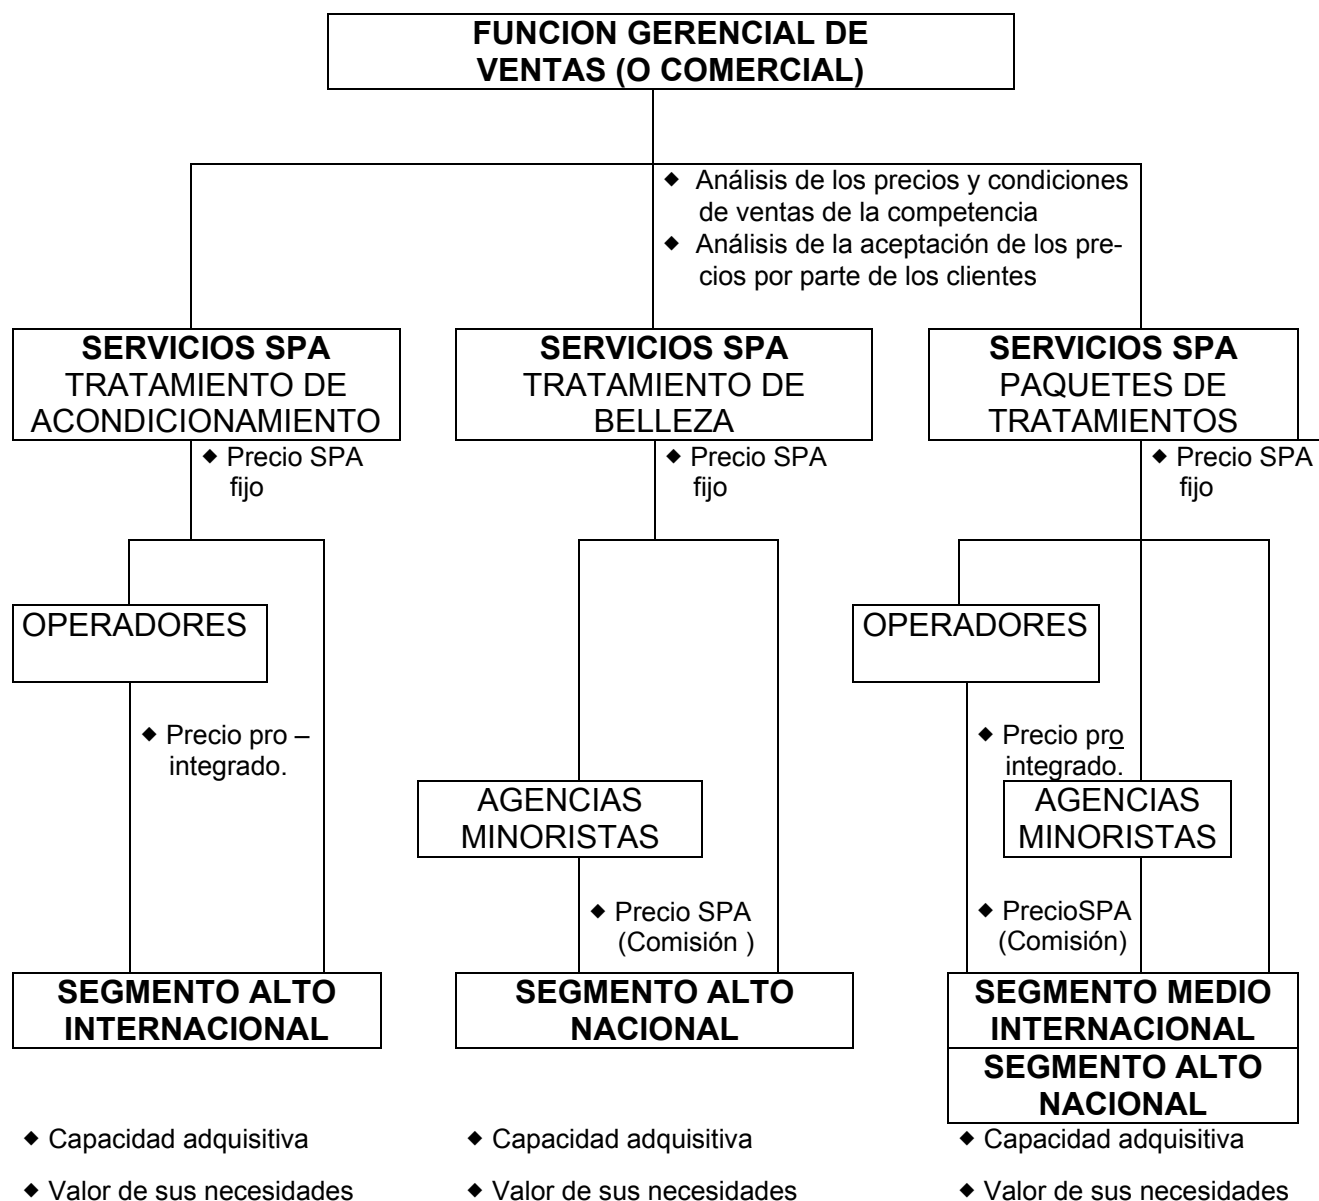 FUNCION GERENCIAL DE
VENTAS (O COMERCIAL)
◆ Análisis de los precios y condiciones
de ventas de la competencia
◆ Análisis de la aceptación de los pre-
cios por parte de los clientes
SERVICIOS SPA
TRATAMIENTO DE
ACONDICIONAMIENTO
SERVICIOS SPA
TRATAMIENTO DE
BELLEZA
SERVICIOS SPA
PAQUETES DE
TRATAMIENTOS
◆ Precio SPA
fijo
◆ Precio SPA
fijo
◆ Precio SPA
fijo
OPERADORES
OPERADORES
◆ Precio pro –
integrado.
◆ Precio pro
integrado.
AGENCIAS
MINORISTAS
AGENCIAS
MINORISTAS
◆ Precio SPA
(Comisión )
◆ PrecioSPA
(Comisión)
SEGMENTO ALTO
INTERNACIONAL
SEGMENTO ALTO
NACIONAL
SEGMENTO MEDIO
INTERNACIONAL
SEGMENTO ALTO
NACIONAL
◆ Capacidad adquisitiva
◆ Valor de sus necesidades
◆ Capacidad adquisitiva
◆ Valor de sus necesidades
◆ Capacidad adquisitiva
◆ Valor de sus necesidades